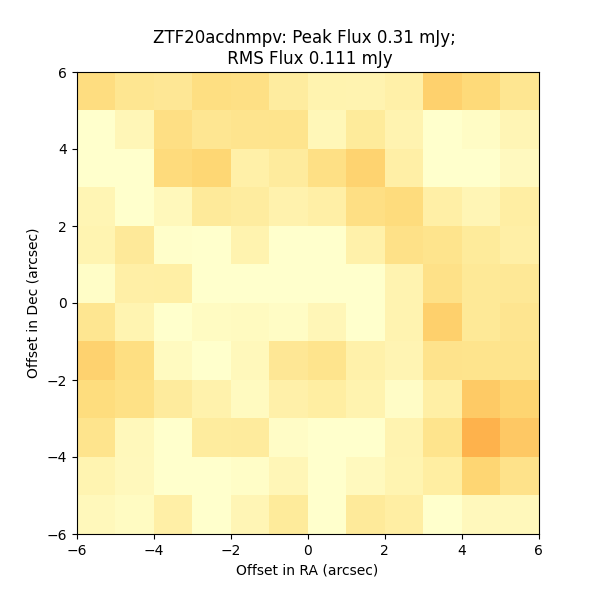 ZTF20acdnmpv: Peak Flux 0.31 mJy;
RMS Flux 0.111 mJy
6
4
2
0
−2
−4
−6
Offset in Dec (arcsec)
−6 −4 −2 0 2 4 6
Offset in RA (arcsec)